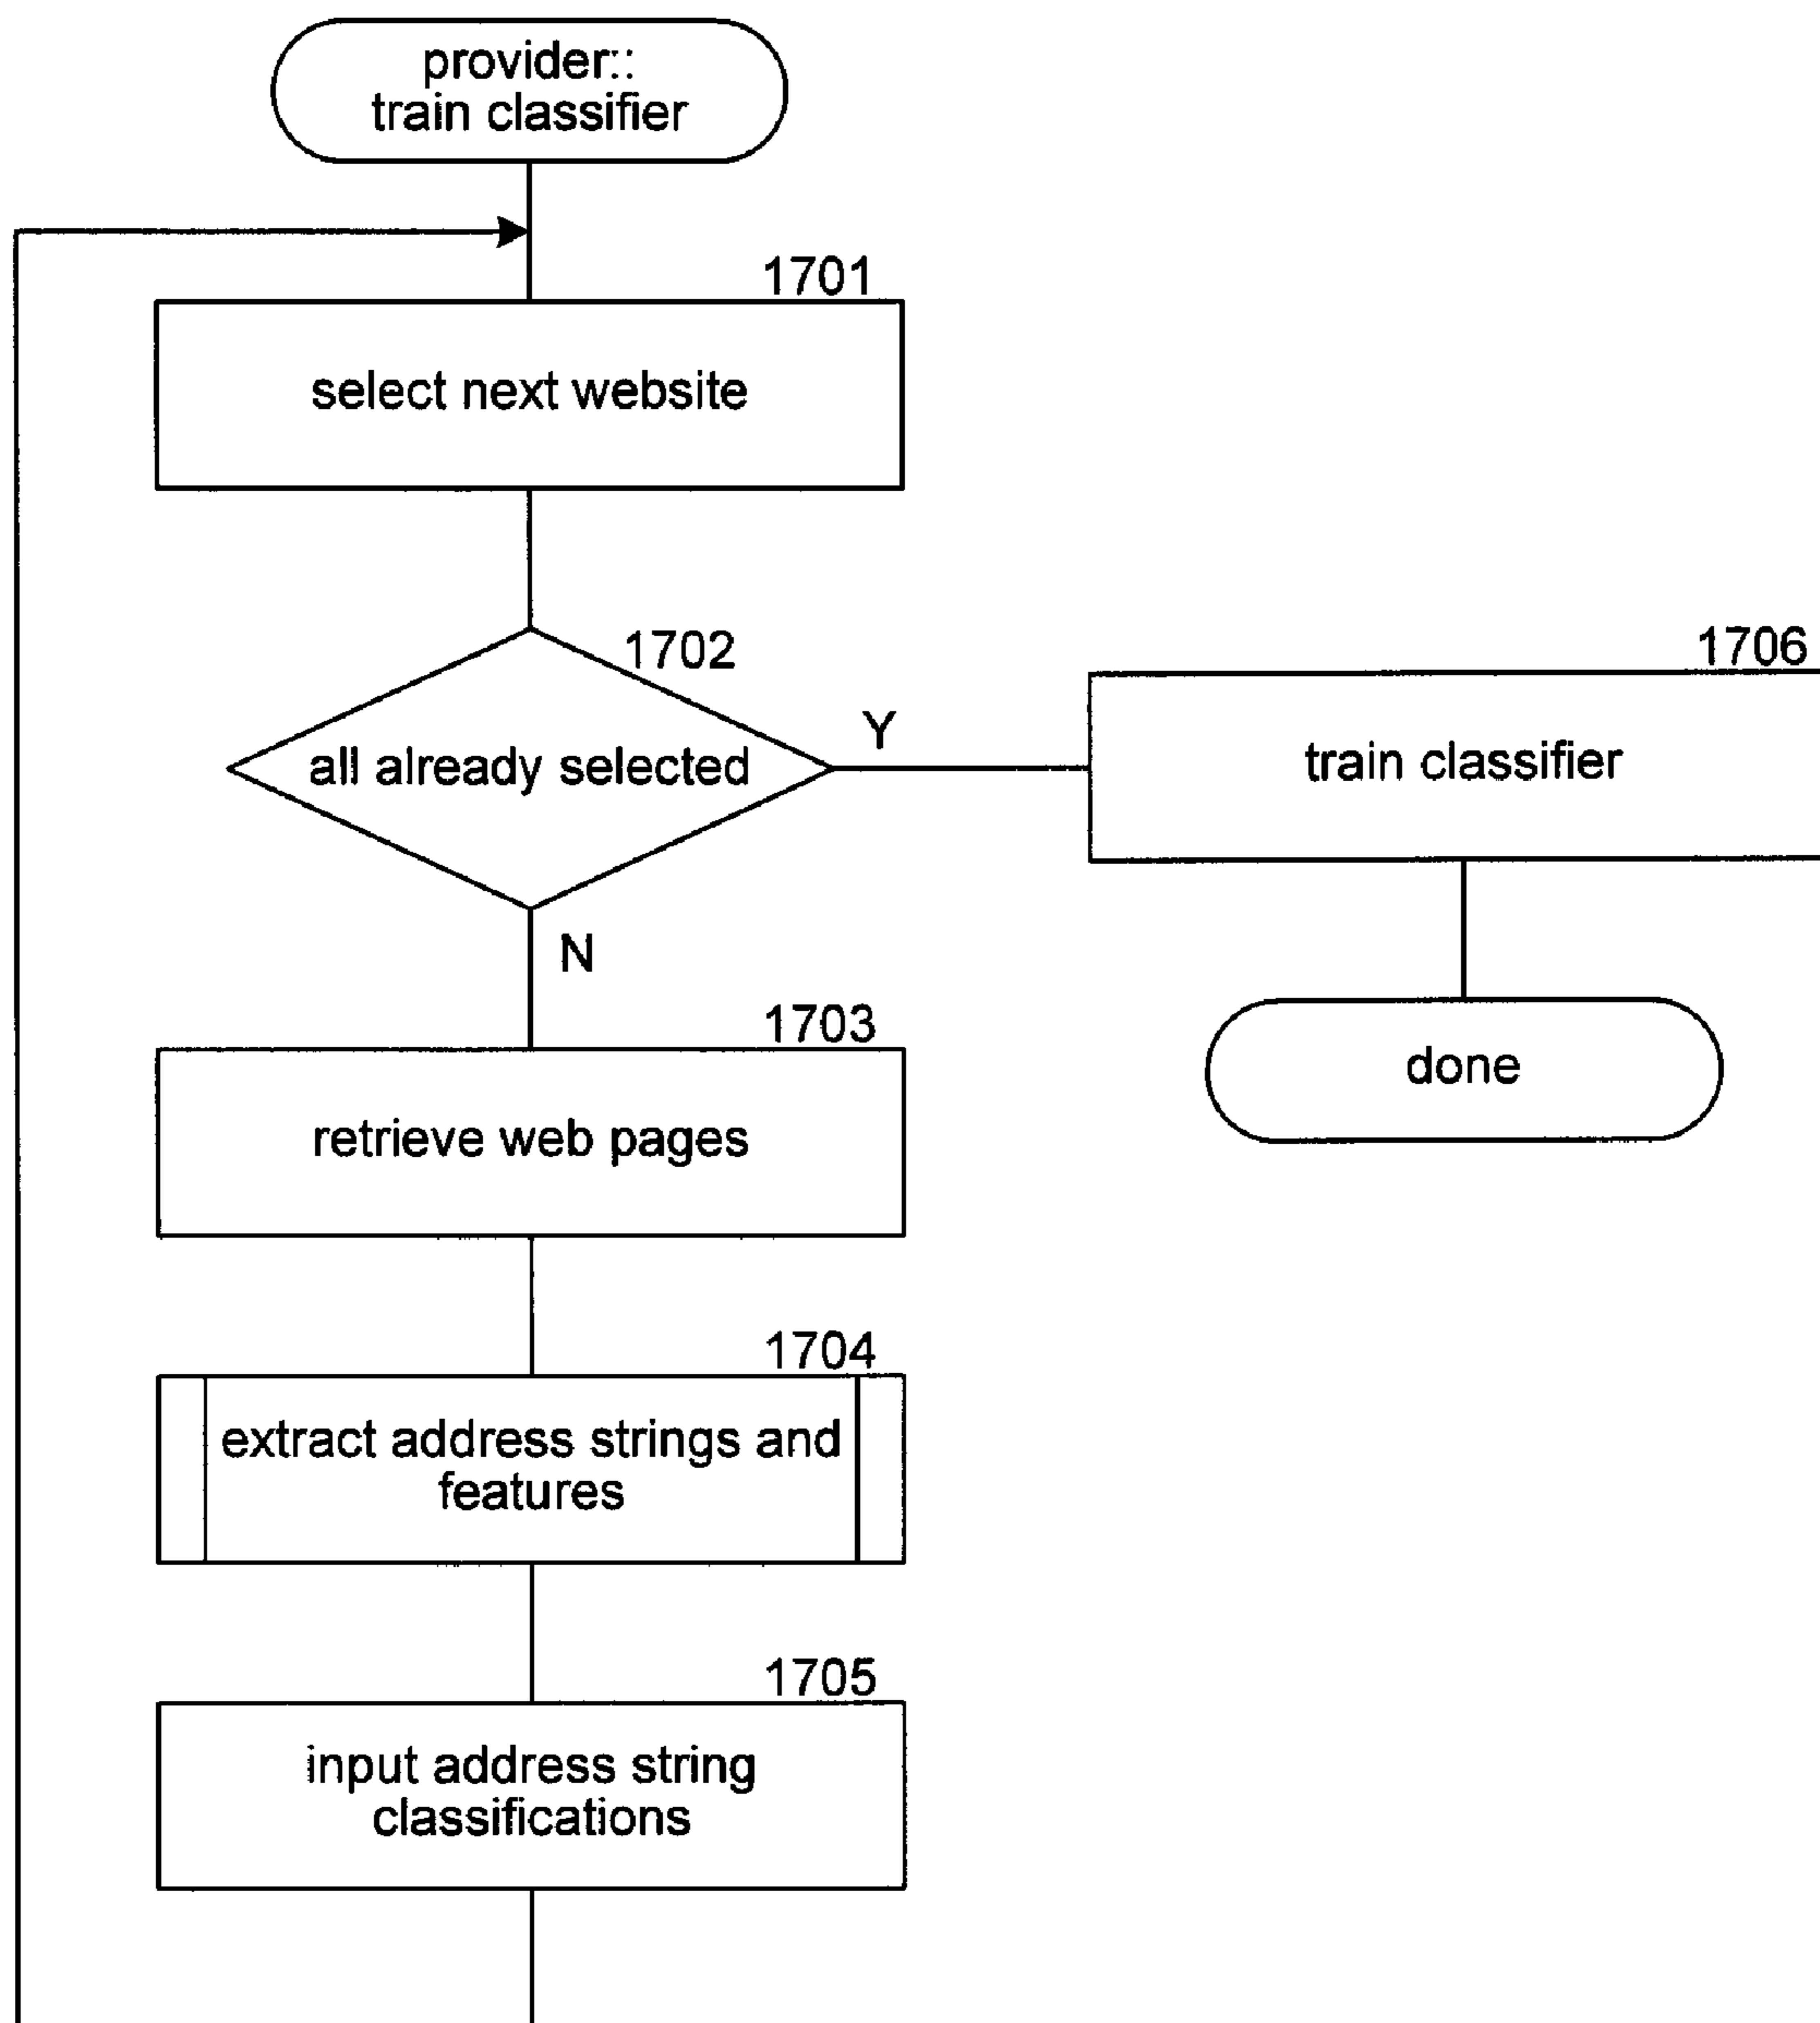 provider::
train classifier
1701
select next website
1702
all already selected
Y
1706
train classifier
N
done
1703
retrieve web pages
1704
extract address strings and
features
1705
input address string
classifications